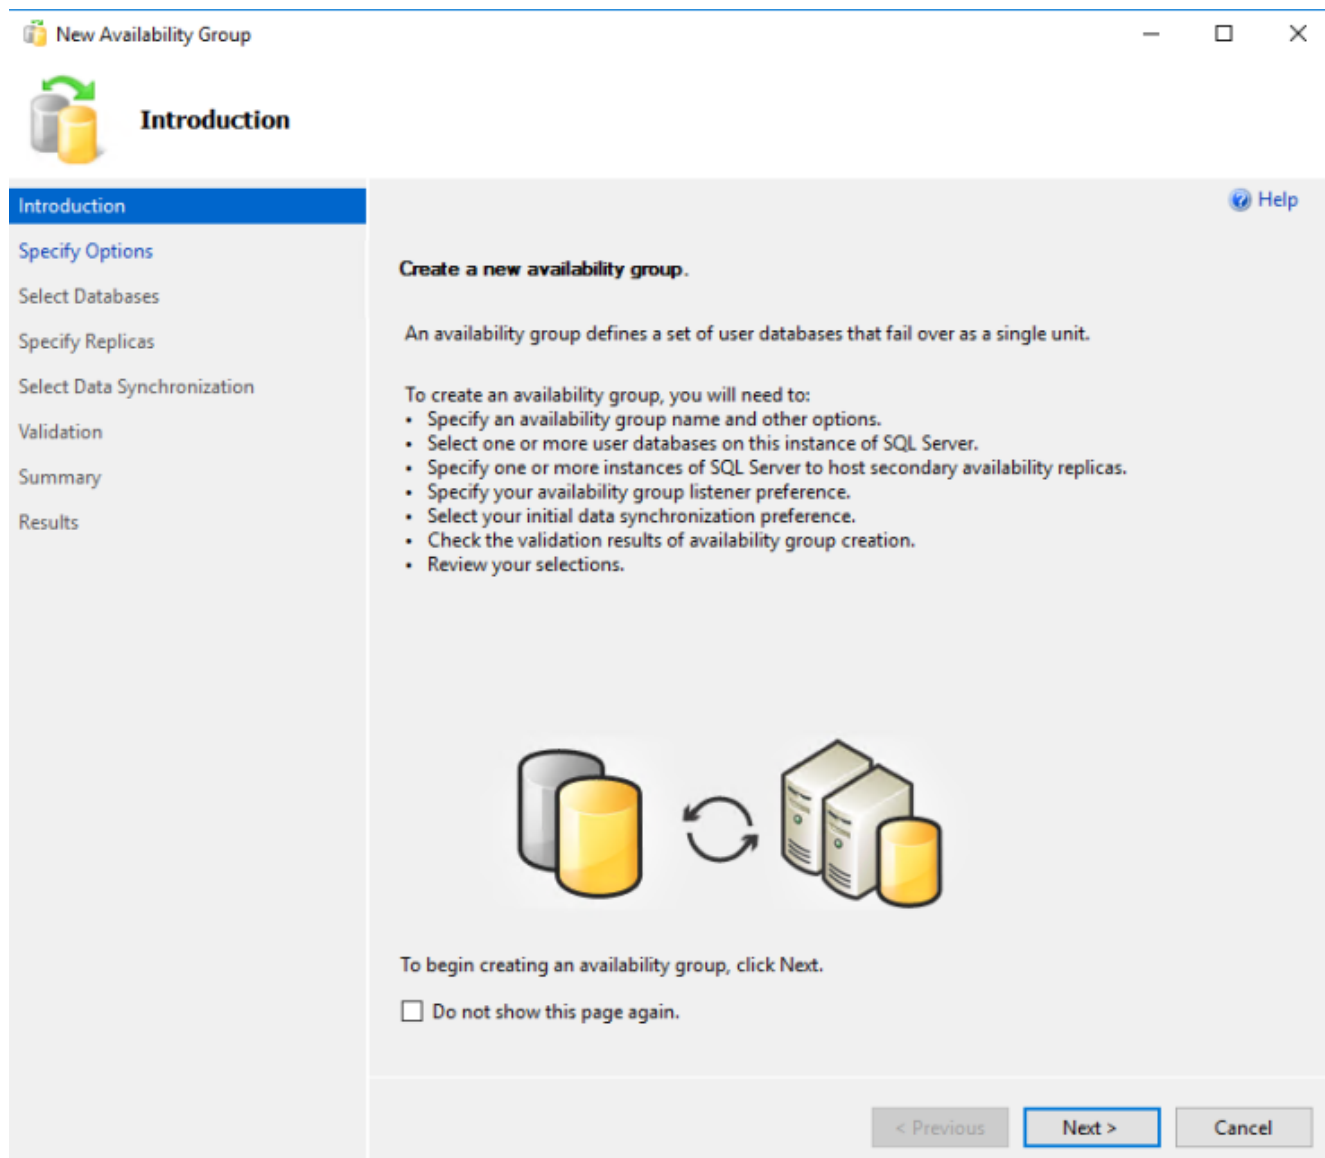 New Availability Group
Introduction
Introduction
Specify Options
Select Databases
Specify Replicas
Select Data Synchronization
Validation
Summary
Results
Help
Create a new availability group.
An availability group defines a set of user databases that fail over as a single unit.
To create an availability group, you will need to:
• Specify an availability group name and other options.
• Select one or more user databases on this instance of SQL Server.
• Specify one or more instances of SQL Server to host secondary availability replicas.
• Specify your availability group listener preference.
• Select your initial data synchronization preference.
• Check the validation results of availability group creation.
• Review your selections.
To begin creating an availability group, click Next.
Do not show this page again.
< Previous
Next >
Cancel